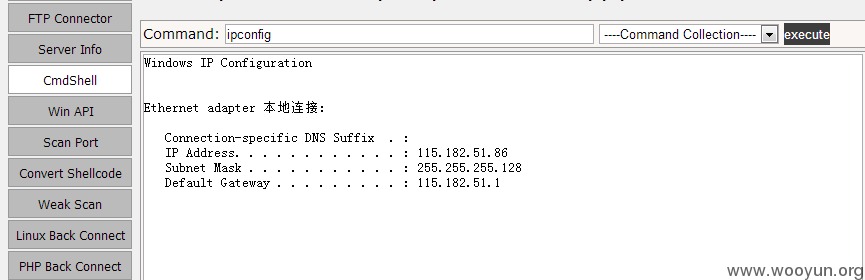 FTP Connector
Server Info
CmdShell
Win API
Scan Port
Convert Shellcode
Weak Scan
Linux Back Connect
PHP Back Connect
Command: ipconfig ----Command Collection---- execute
Windows IP Configuration
Ethernet adapter 本地连接:
Connection-specific DNS Suffix . :
IP Address. . . . . . . . . . . . : 115.182.51.86
Subnet Mask . . . . . . . . . . . : 255.255.255.128
Default Gateway . . . . . . . . . : 115.182.51.1
www.wooyun.org